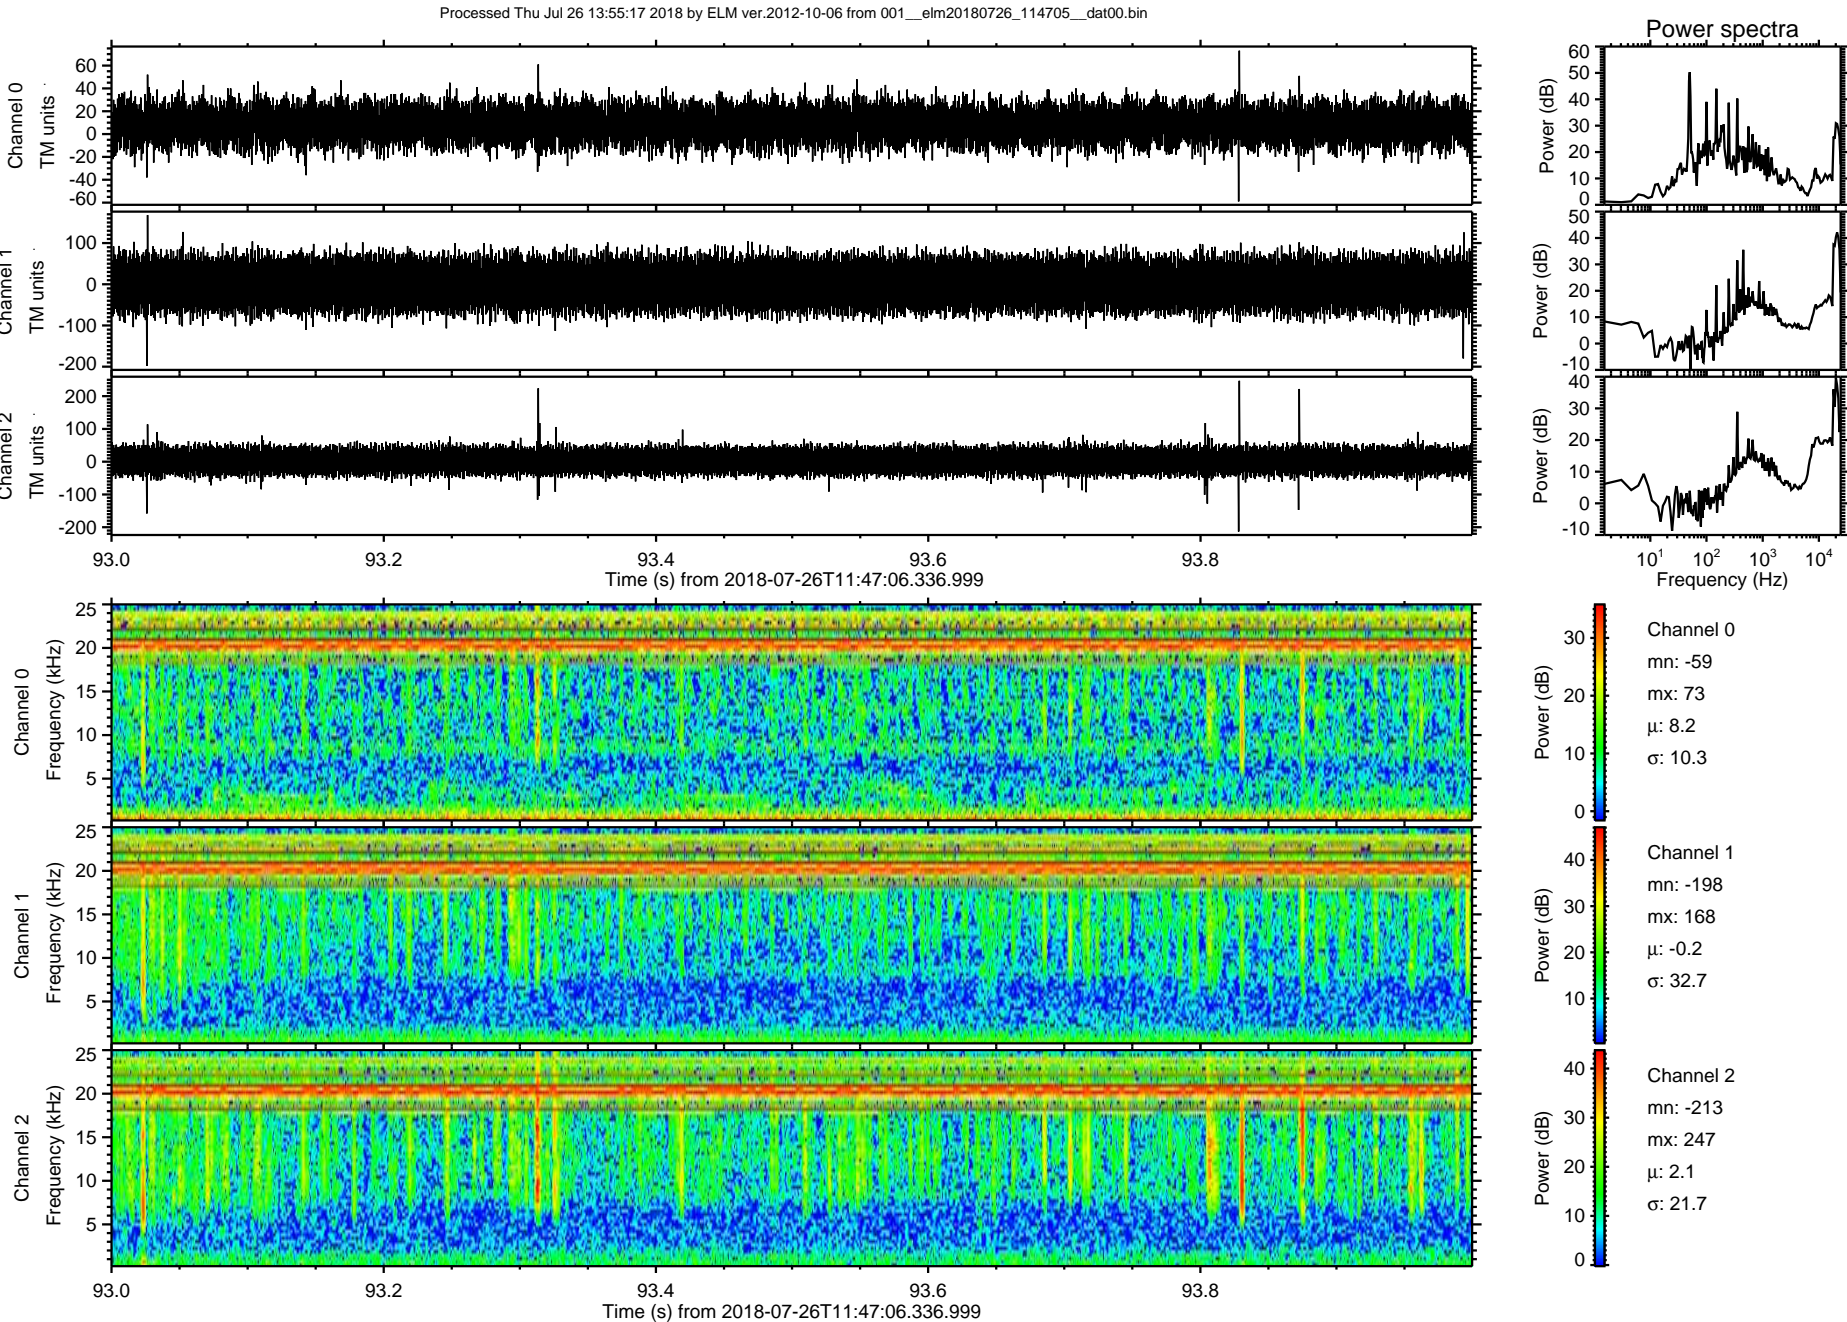 Processed Thu Jul 26 13:55:17 2018 by ELM ver.2012-10-06 from 001__elm20180726_114705__dat00.bin
Power spectra
Channel 0
TM units
60
40
20
0
-20
-40
-60
Power (dB)
60
50
40
30
20
10
0
Channel 1
TM units
100
0
-100
-200
Power (dB)
50
40
30
20
10
0
-10
Channel 2
TM units
200
100
0
-100
-200
Power (dB)
40
30
20
10
0
-10
93.0 93.2 93.4 93.6 93.8
Time (s) from 2018-07-26T11:47:06.336.999
10^1 10^2 10^3 10^4
Frequency (Hz)
Channel 0
Frequency (kHz)
25
20
15
10
5
Power (dB)
30
20
10
0
Channel 0
mn: -59
mx: 73
μ: 8.2
σ: 10.3
Channel 1
Frequency (kHz)
25
20
15
10
5
Power (dB)
40
30
20
10
Channel 1
mn: -198
mx: 168
μ: -0.2
σ: 32.7
Channel 2
Frequency (kHz)
25
20
15
10
5
Power (dB)
40
30
20
10
0
Channel 2
mn: -213
mx: 247
μ: 2.1
σ: 21.7
93.0 93.2 93.4 93.6 93.8
Time (s) from 2018-07-26T11:47:06.336.999